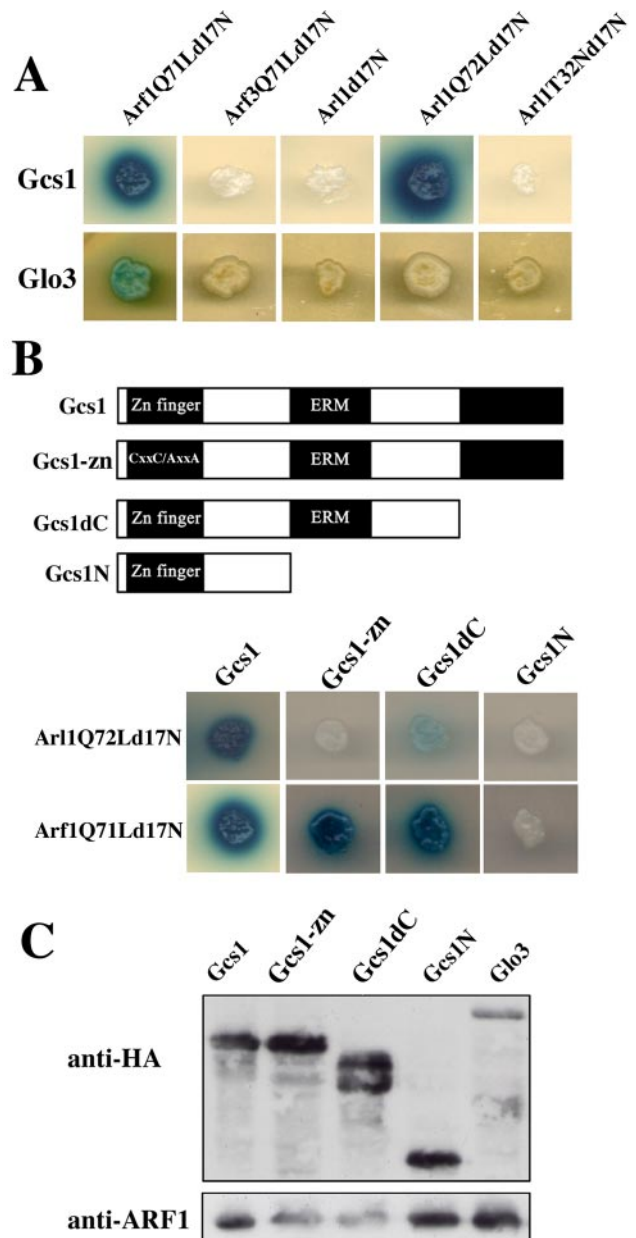 A
Arf1Q71Ld17N Arf3Q71Ld17N Arl1d17N Arl1Q72Ld17N Arl1T32Nd17N
Gcs1
Glo3
B
Gcs1 Zn finger ERM
Gcs1-zn CxxC/AxxA ERM
Gcs1dC Zn finger ERM
Gcs1N Zn finger
Gcs1 Gcs1-zn Gcs1dC Gcs1N
Arl1Q72Ld17N
Arf1Q71Ld17N
C
Gcs1 Gcs1-zn Gcs1dC Gcs1N Glo3
anti-HA
anti-ARF1